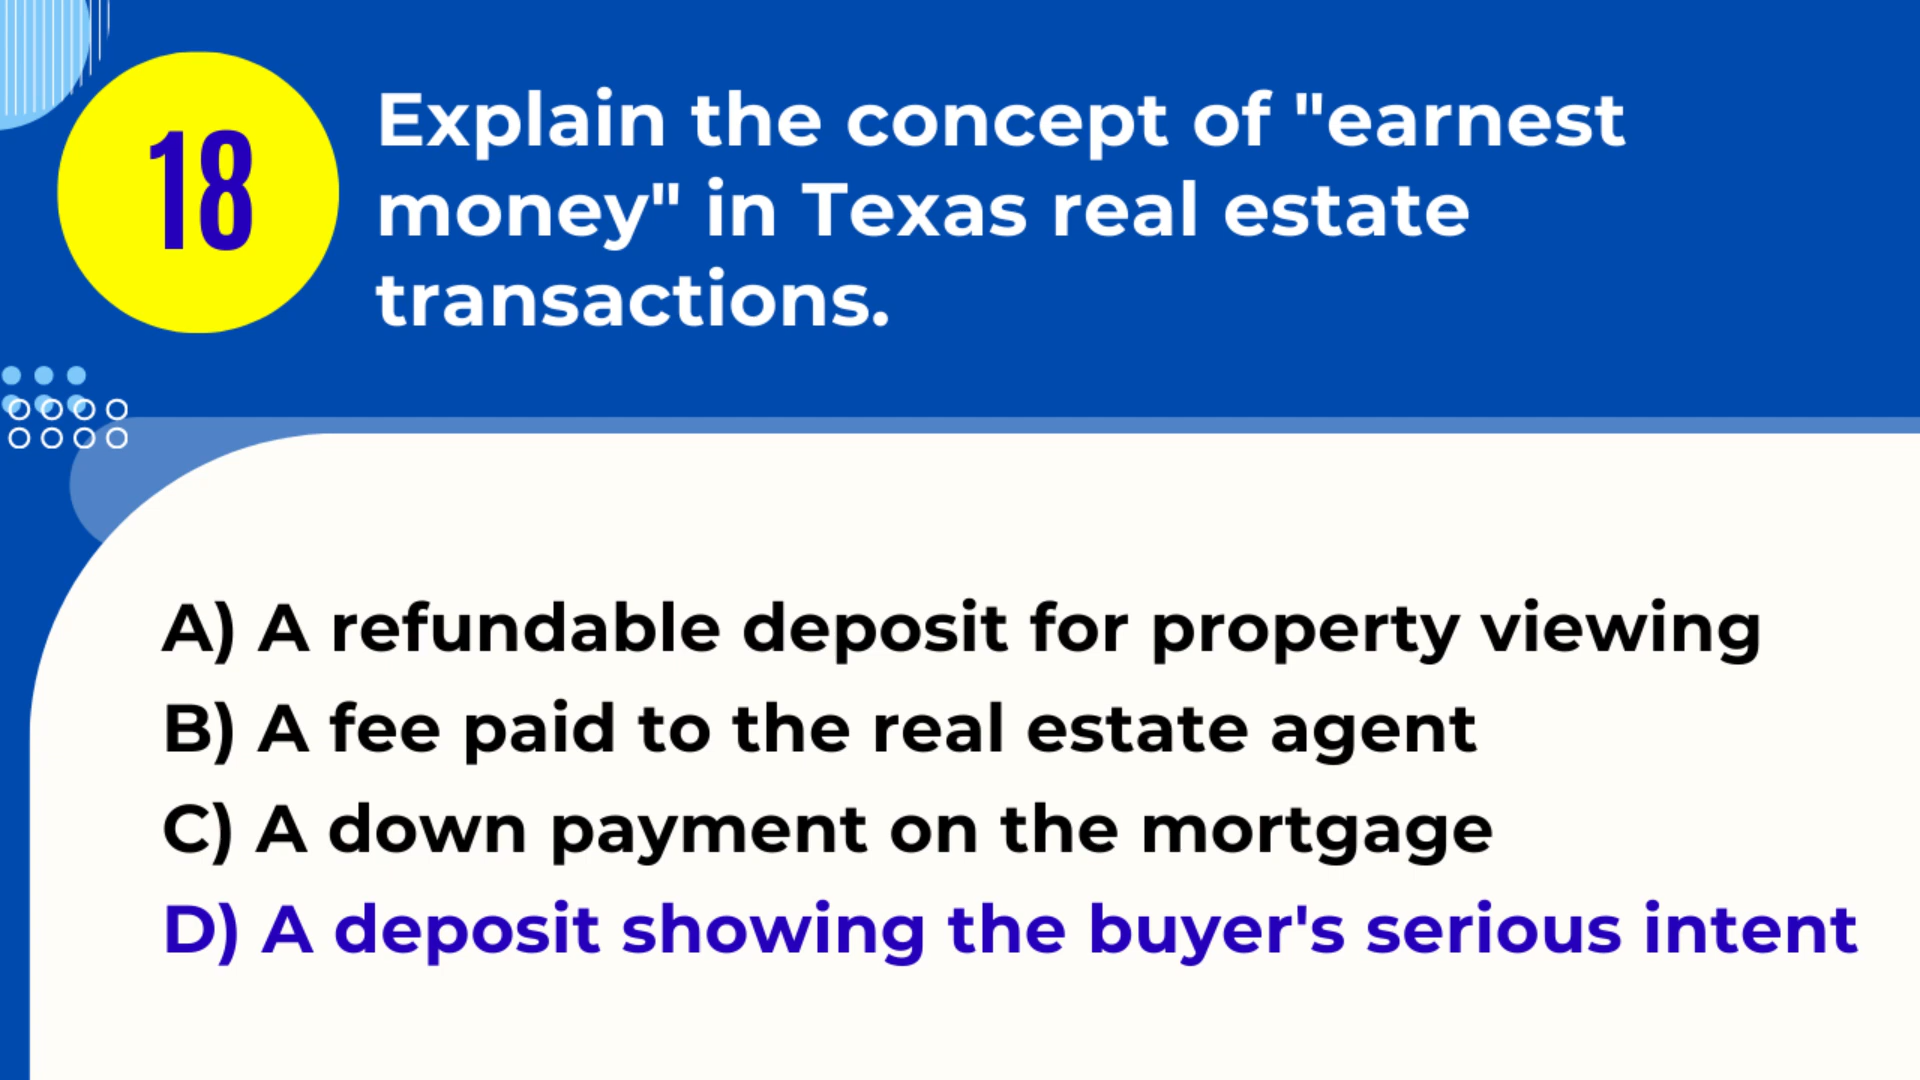 18
Explain the concept of "earnest
money" in Texas real estate
transactions.
A) A refundable deposit for property viewing
B) A fee paid to the real estate agent
C) A down payment on the mortgage
D) A deposit showing the buyer's serious intent